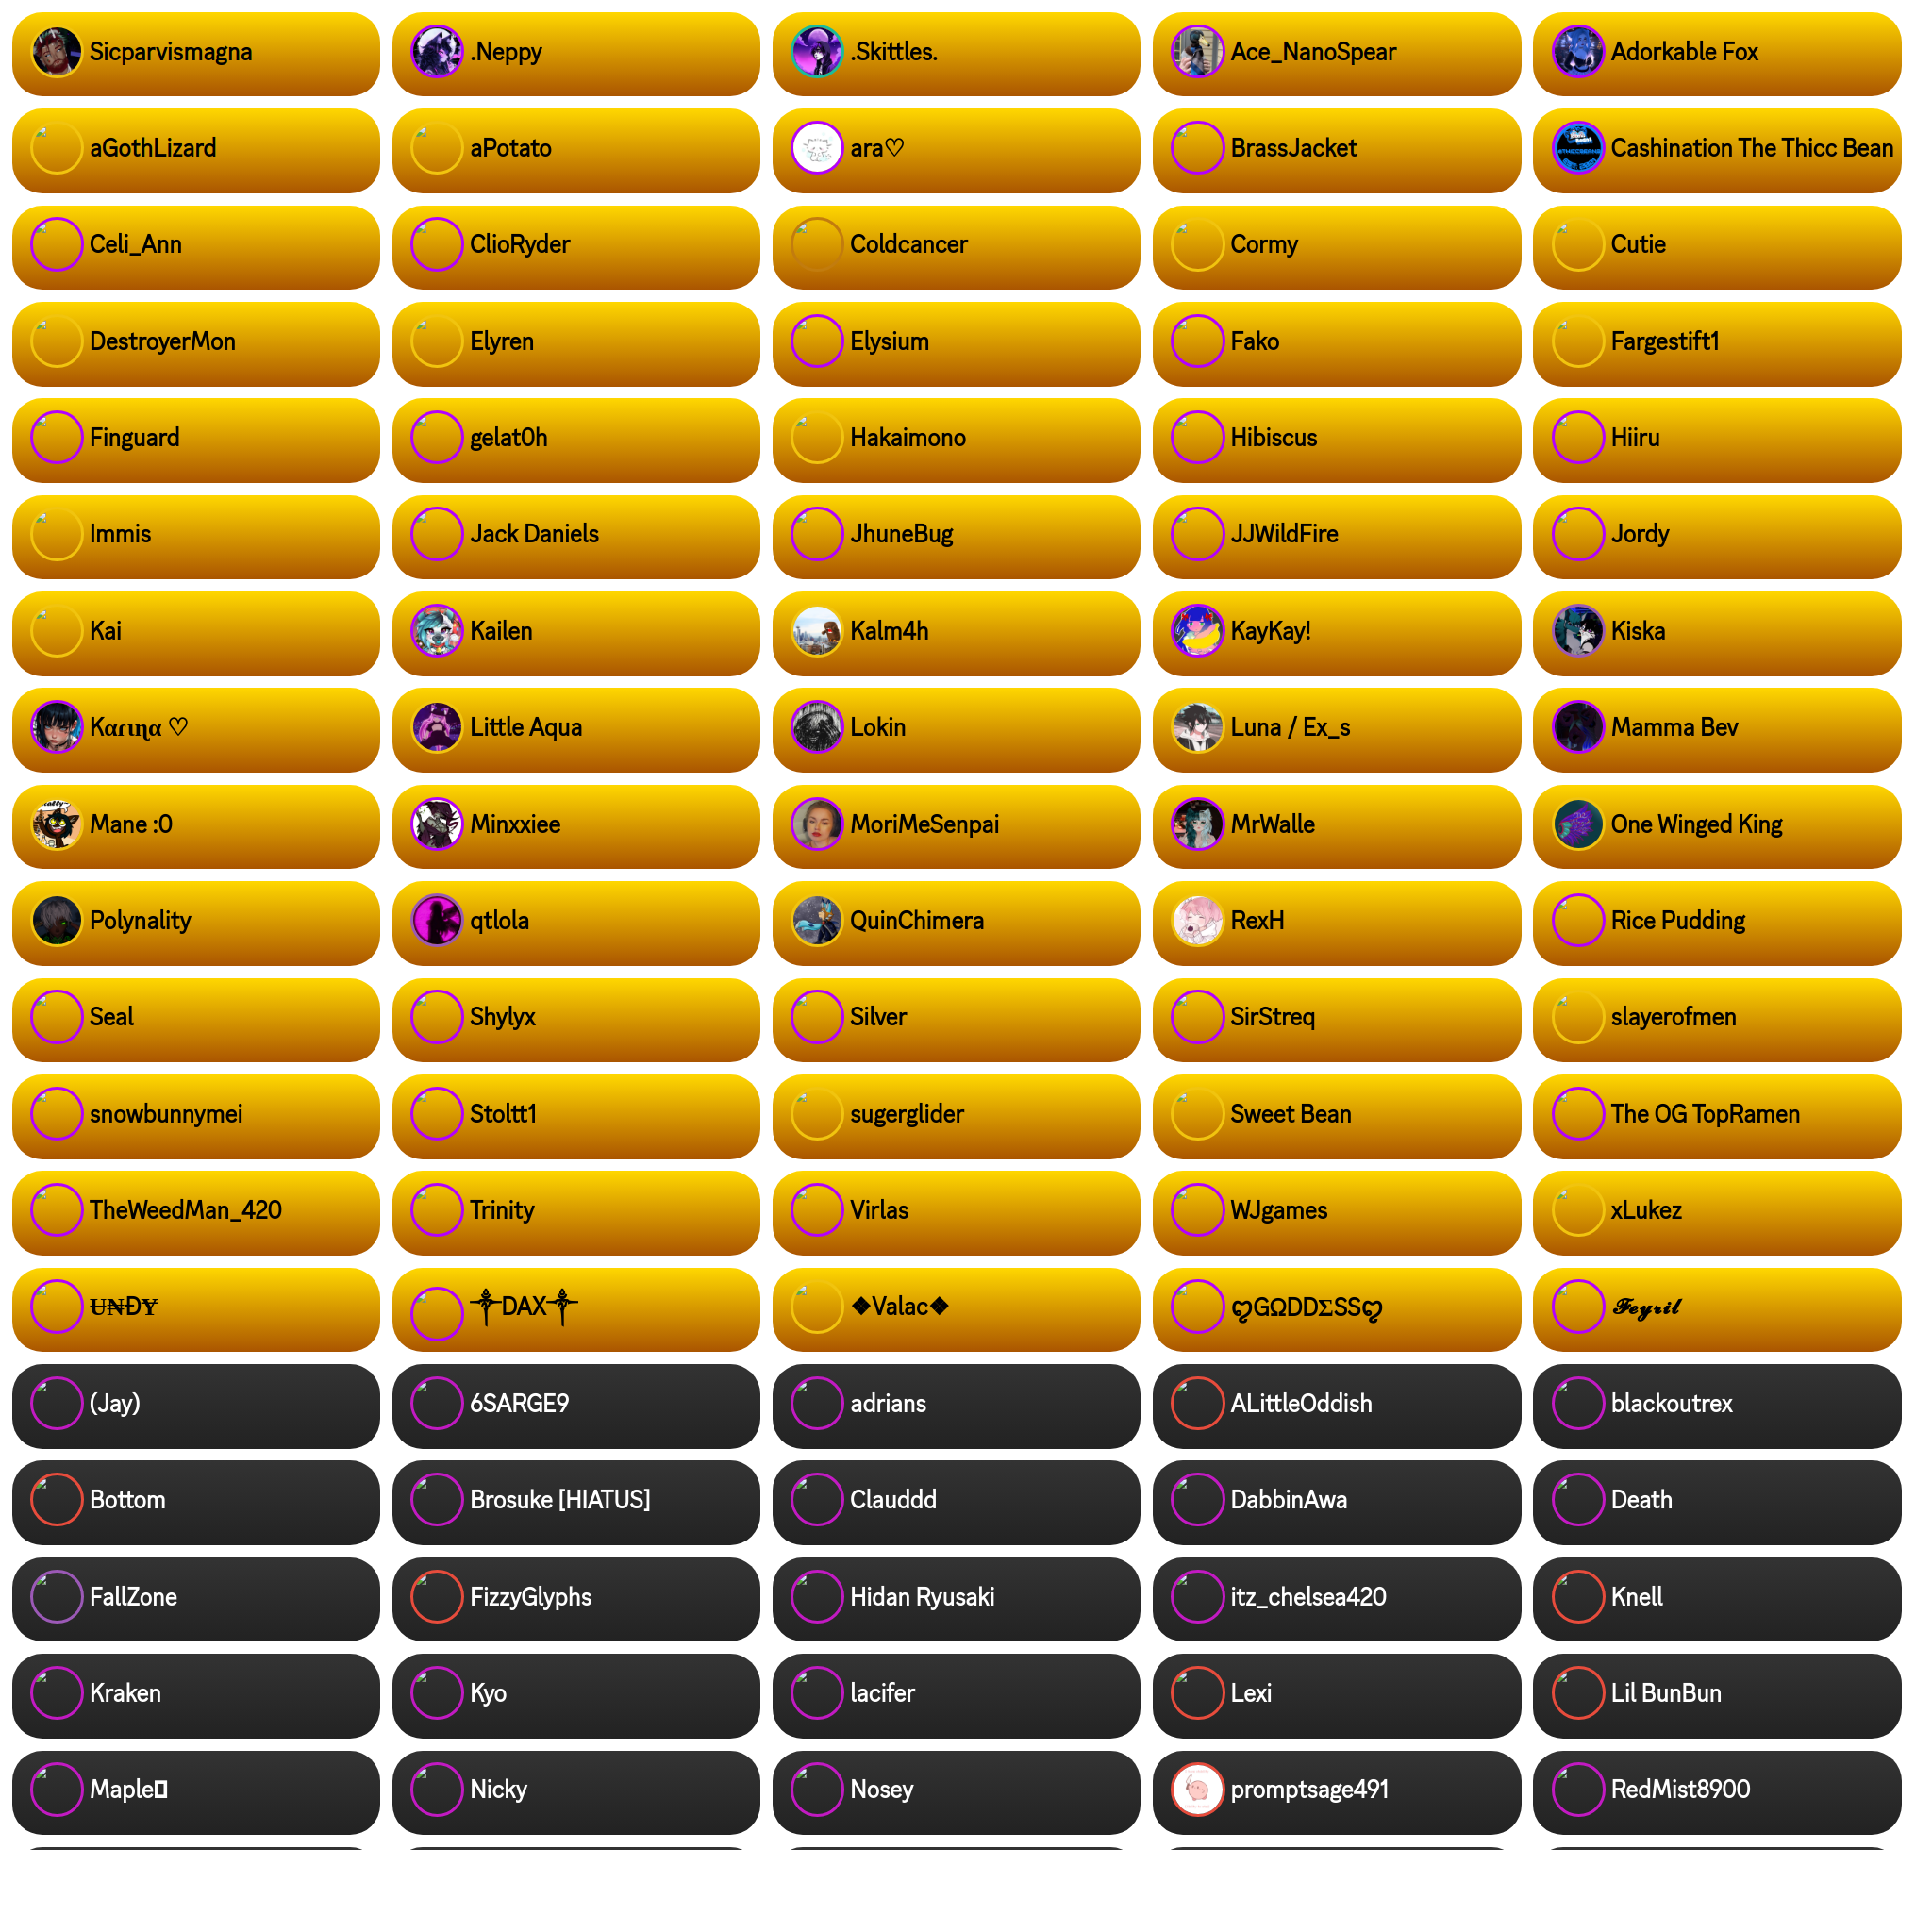 Sicparvismagna
.Neppy
.Skittles.
Ace_NanoSpear
Adorkable Fox
aGothLizard
aPotato
ara♡
BrassJacket
Cashination The Thicc Bean
Celi_Ann
ClioRyder
Coldcancer
Cormy
Cutie
DestroyerMon
Elyren
Elysium
Fako
Fargestift1
Finguard
gelat0h
Hakaimono
Hibiscus
Hiiru
Immis
Jack Daniels
JhuneBug
JJWildFire
Jordy
Kai
Kailen
Kalm4h
KayKay!
Kiska
Kαɾιɳα ♡
Little Aqua
Lokin
Luna / Ex_s
Mamma Bev
Mane :0
Minxxiee
MoriMeSenpai
MrWalle
One Winged King
Polynality
qtlola
QuinChimera
RexH
Rice Pudding
Seal
Shylyx
Silver
SirStreq
slayerofmen
snowbunnymei
Stoltt1
sugerglider
Sweet Bean
The OG TopRamen
TheWeedMan_420
Trinity
Virlas
WJgames
xLukez
U̶₦ĐɎ
༒DAX༒
❖Valac❖
ღGΩDDΣSSღ
𝓕𝓮𝔂𝓻𝓲𝓵
(Jay)
6SARGE9
adrians
ALittleOddish
blackoutrex
Bottom
Brosuke [HIATUS]
Clauddd
DabbinAwa
Death
FallZone
FizzyGlyphs
Hidan Ryusaki
itz_chelsea420
Knell
Kraken
Kyo
lacifer
Lexi
Lil BunBun
Maple
Nicky
Nosey
promptsage491
RedMist8900